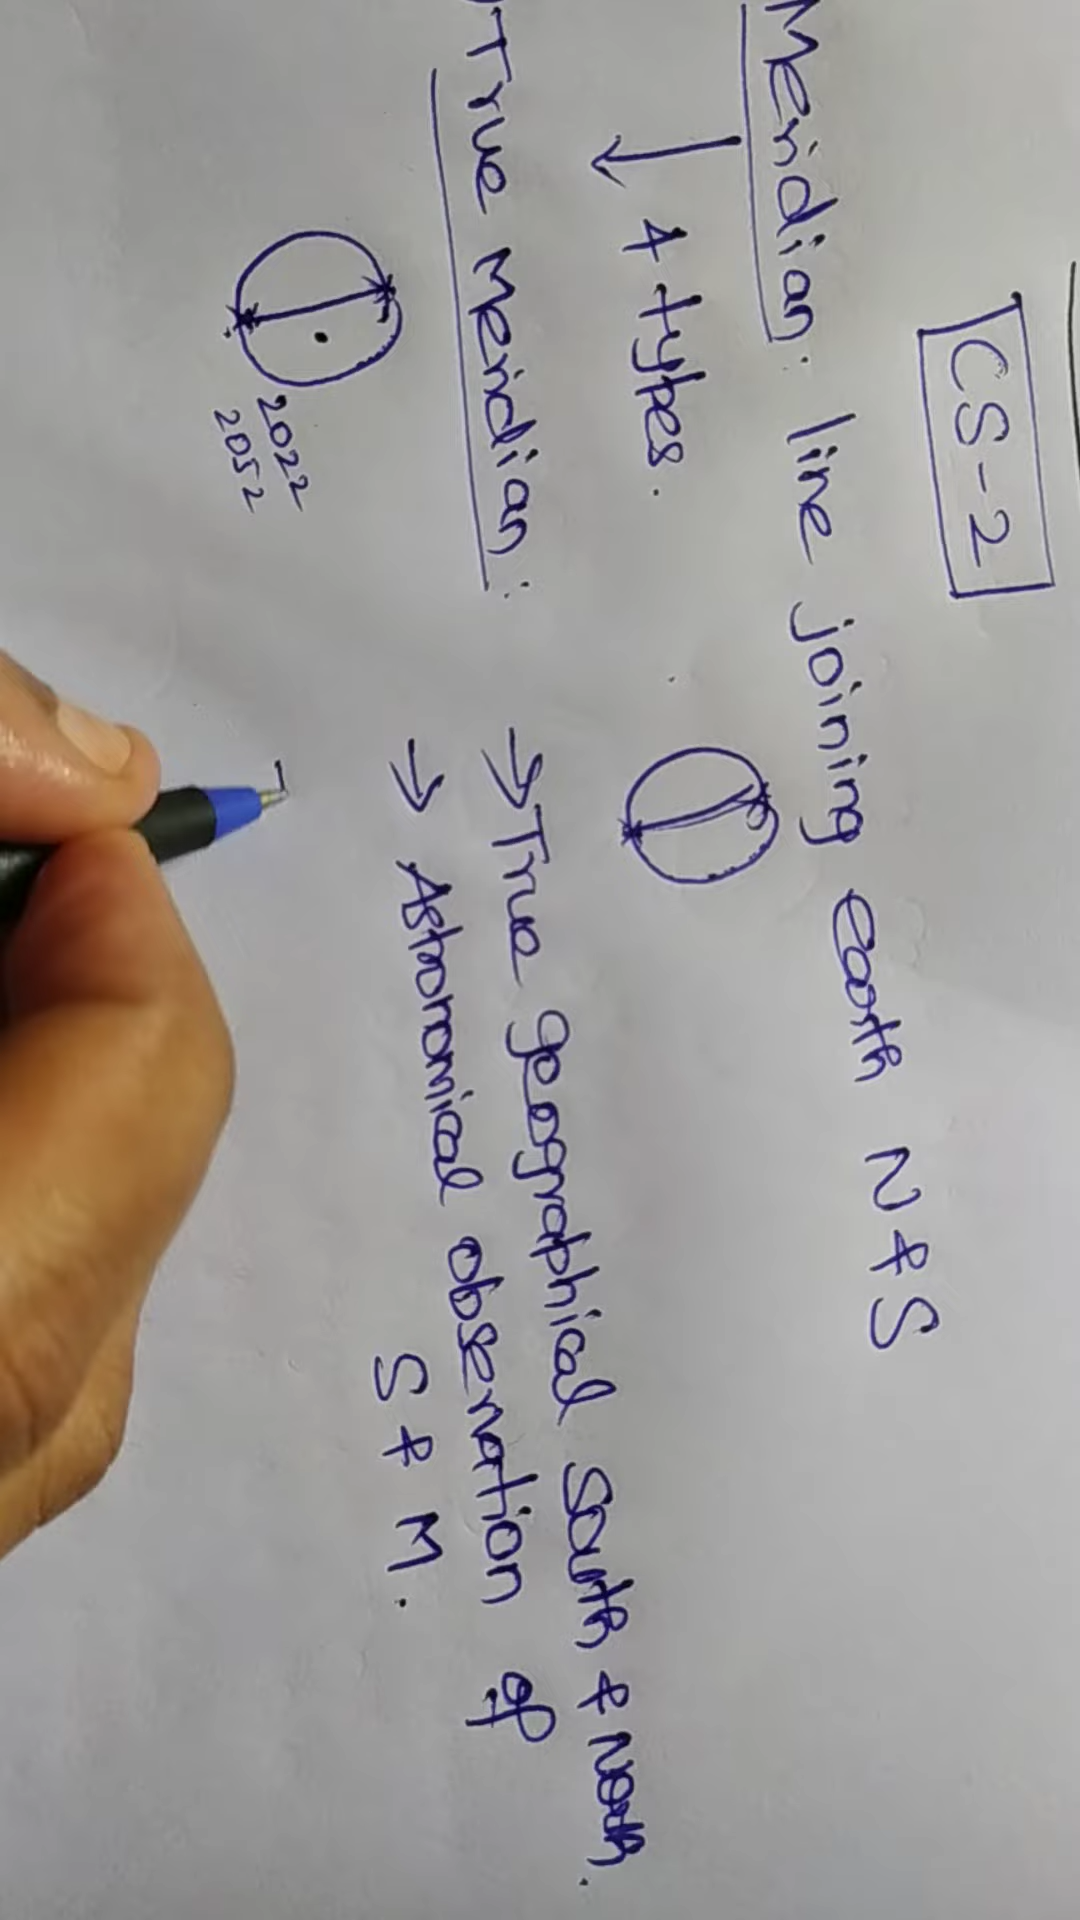 CS-2
Meridian: line joining earth N & S
4 types.
) True Meridian:
→ True geographical south & North.
→ Astronomical observation of
S & M.
2022
2052